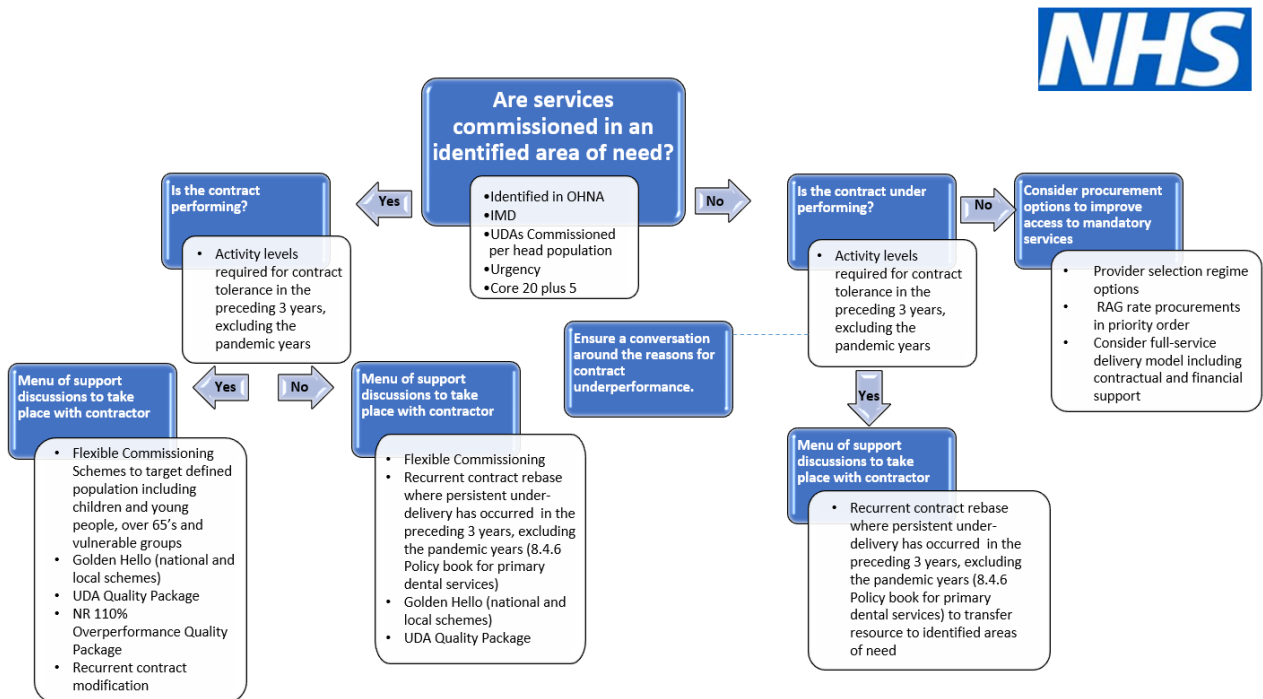 NHS
Are services
commissioned in an
identified area of need?
•Identified in OHNA
•IMD
•UDAs Commissioned
per head population
•Urgency
•Core 20 plus 5
Yes
No
Is the contract
performing?
• Activity levels
required for contract
tolerance in the
preceding 3 years,
excluding the
pandemic years
Yes
No
Menu of support
discussions to take
place with contractor
• Flexible Commissioning
Schemes to target defined
population including
children and young
people, over 65's and
vulnerable groups
• Golden Hello (national and
local schemes)
• UDA Quality Package
• NR 110%
Overperformance Quality
Package
• Recurrent contract
modification
Menu of support
discussions to take
place with contractor
• Flexible Commissioning
• Recurrent contract rebase
where persistent under-
delivery has occurred in the
preceding 3 years, excluding
the pandemic years (8.4.6
Policy book for primary
dental services)
• Golden Hello (national and
local schemes)
• UDA Quality Package
Is the contract under
performing?
• Activity levels
required for contract
tolerance in the
preceding 3 years,
excluding the
pandemic years
Ensure a conversation
around the reasons for
contract
underperformance.
No
Consider procurement
options to improve
access to mandatory
services
• Provider selection regime
options
• RAG rate procurements
in priority order
• Consider full-service
delivery model including
contractual and financial
support
Yes
Menu of support
discussions to take
place with contractor
• Recurrent contract rebase
where persistent under-
delivery has occurred in the
preceding 3 years, excluding
the pandemic years (8.4.6
Policy book for primary
dental services) to transfer
resource to identified areas
of need